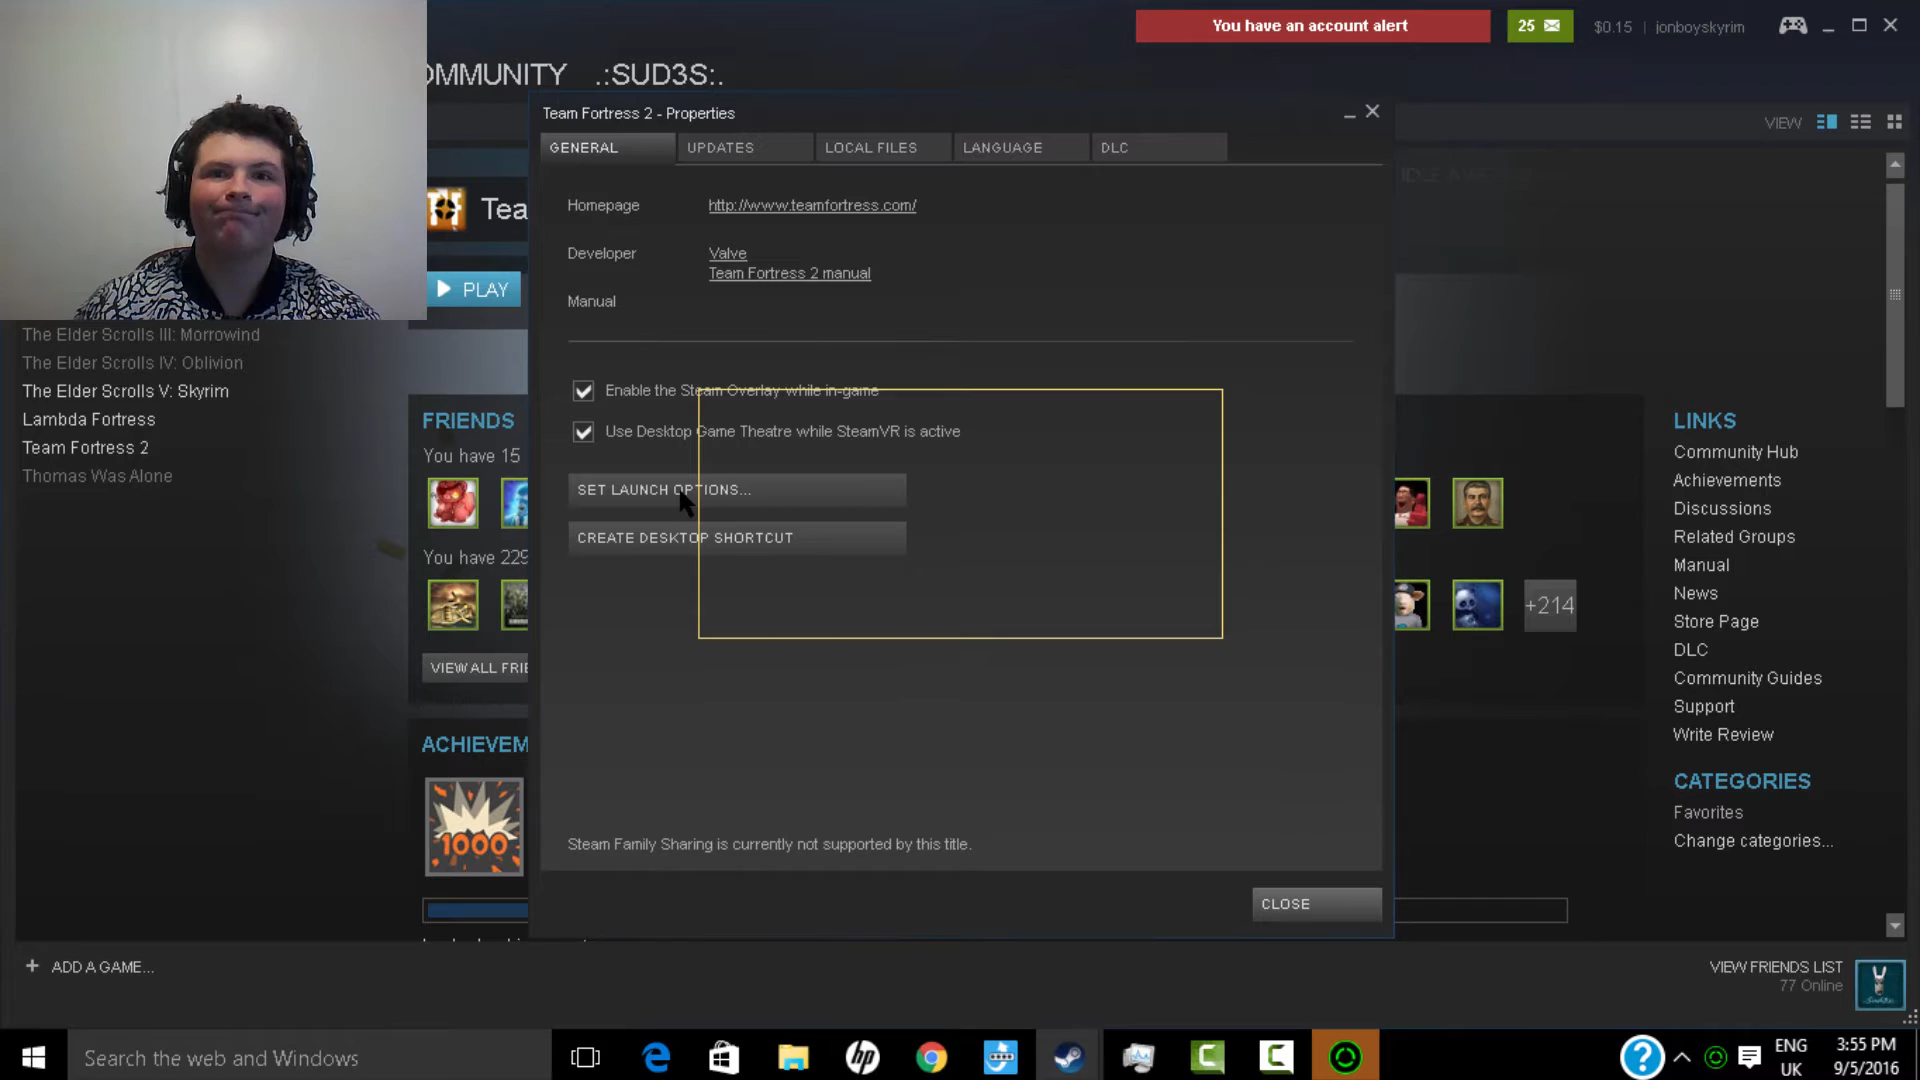 You have an account alert
25
$0.15 | jonboyskyrim
OMMUNITY .:SUD3S:.
Team Fortress 2 - Properties
VIEW
GENERAL
UPDATES
LOCAL FILES
LANGUAGE
DLC
Homepage
http://www.teamfortress.com/
Tea
Developer
Valve
Team Fortress 2 manual
PLAY
Manual
The Elder Scrolls III: Morrowind
The Elder Scrolls IV: Oblivion
The Elder Scrolls V: Skyrim
Lambda Fortress
Team Fortress 2
Thomas Was Alone
Enable the Steam Overlay while in-game
Use Desktop Game Theatre while SteamVR is active
SET LAUNCH OPTIONS...
CREATE DESKTOP SHORTCUT
FRIENDS
You have 15
You have 229
VIEW ALL FRIE
+214
LINKS
Community Hub
Achievements
Discussions
Related Groups
Manual
News
Store Page
DLC
Community Guides
Support
Write Review
CATEGORIES
Favorites
Change categories...
ACHIEVEM
1000
Steam Family Sharing is currently not supported by this title.
CLOSE
+ ADD A GAME...
VIEW FRIENDS LIST
77 Online
Search the web and Windows
ENG
UK
3:55 PM
9/5/2016